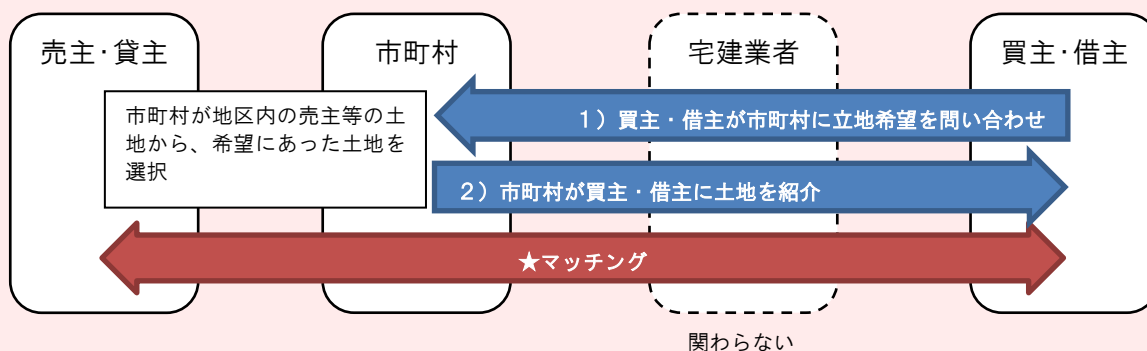 売主・貸主
市町村
宅建業者
買主・借主
市町村が地区内の売主等の土
地から、希望にあった土地を
選択
１）買主・借主が市町村に立地希望を問い合わせ
２）市町村が買主・借主に土地を紹介
★マッチング
関わらない